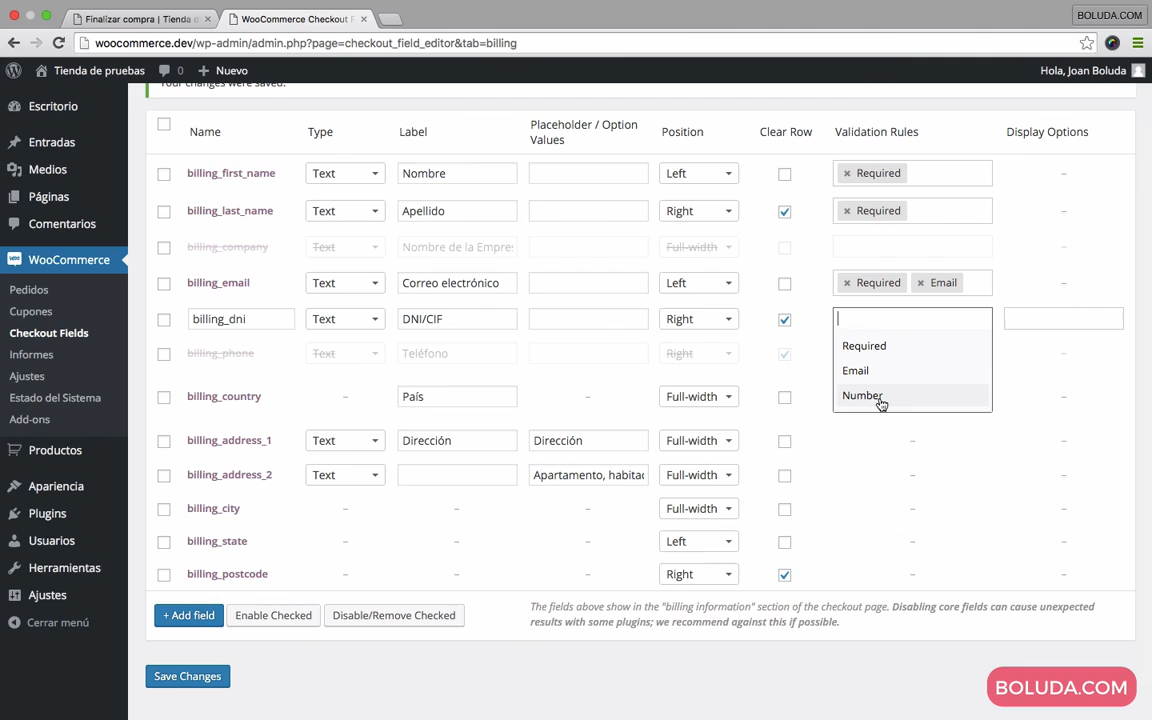 Finalizar compra | Tienda d
WooCommerce Checkout F
BOLUDA.COM
woocommerce.dev/wp-admin/admin.php?page=checkout_field_editor&tab=billing
Tienda de pruebas
0
+ Nuevo
Hola, Joan Boluda
Escritorio
Entradas
Medios
Páginas
Comentarios
WooCommerce
Pedidos
Cupones
Checkout Fields
Informes
Ajustes
Estado del Sistema
Add-ons
Productos
Apariencia
Plugins
Usuarios
Herramientas
Ajustes
Cerrar menú
Your changes were saved.
Name Type Label Placeholder / Option Values Position Clear Row Validation Rules Display Options
billing_first_name Text Nombre Left × Required –
billing_last_name Text Apellido Right × Required –
billing_company Text Nombre de la Empres Full-width –
billing_email Text Correo electrónico Left × Required × Email –
billing_dni Text DNI/CIF Right
Required
Email
Number
billing_phone Text Teléfono Right –
billing_country – País Full-width –
billing_address_1 Text Dirección Dirección Full-width – –
billing_address_2 Text Apartamento, habitac Full-width – –
billing_city – – – Full-width – –
billing_state – – – Left – –
billing_postcode – – – Right – –
+ Add field
Enable Checked
Disable/Remove Checked
The fields above show in the "billing information" section of the checkout page. Disabling core fields can cause unexpected
results with some plugins; we recommend against this if possible.
Save Changes
BOLUDA.COM